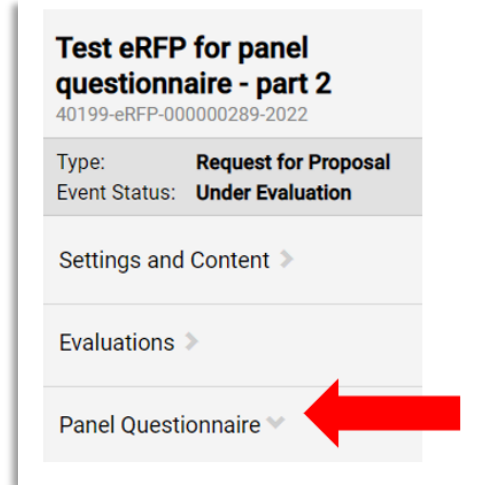 Test eRFP for panel
questionnaire - part 2
40199-eRFP-000000289-2022
Type: Request for Proposal
Event Status: Under Evaluation
Settings and Content
Evaluations
Panel Questionnaire